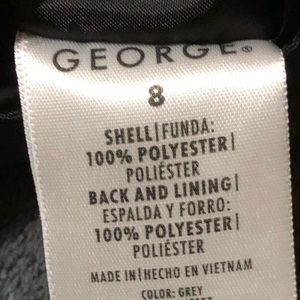 GEORGE®
8
SHELL|FUNDA:
100% POLYESTER|
POLIÉSTER
BACK AND LINING|
ESPALDA Y FORRO:
100% POLYESTER|
POLIÉSTER
MADE IN|HECHO EN VIETNAM
COLOR: GREY